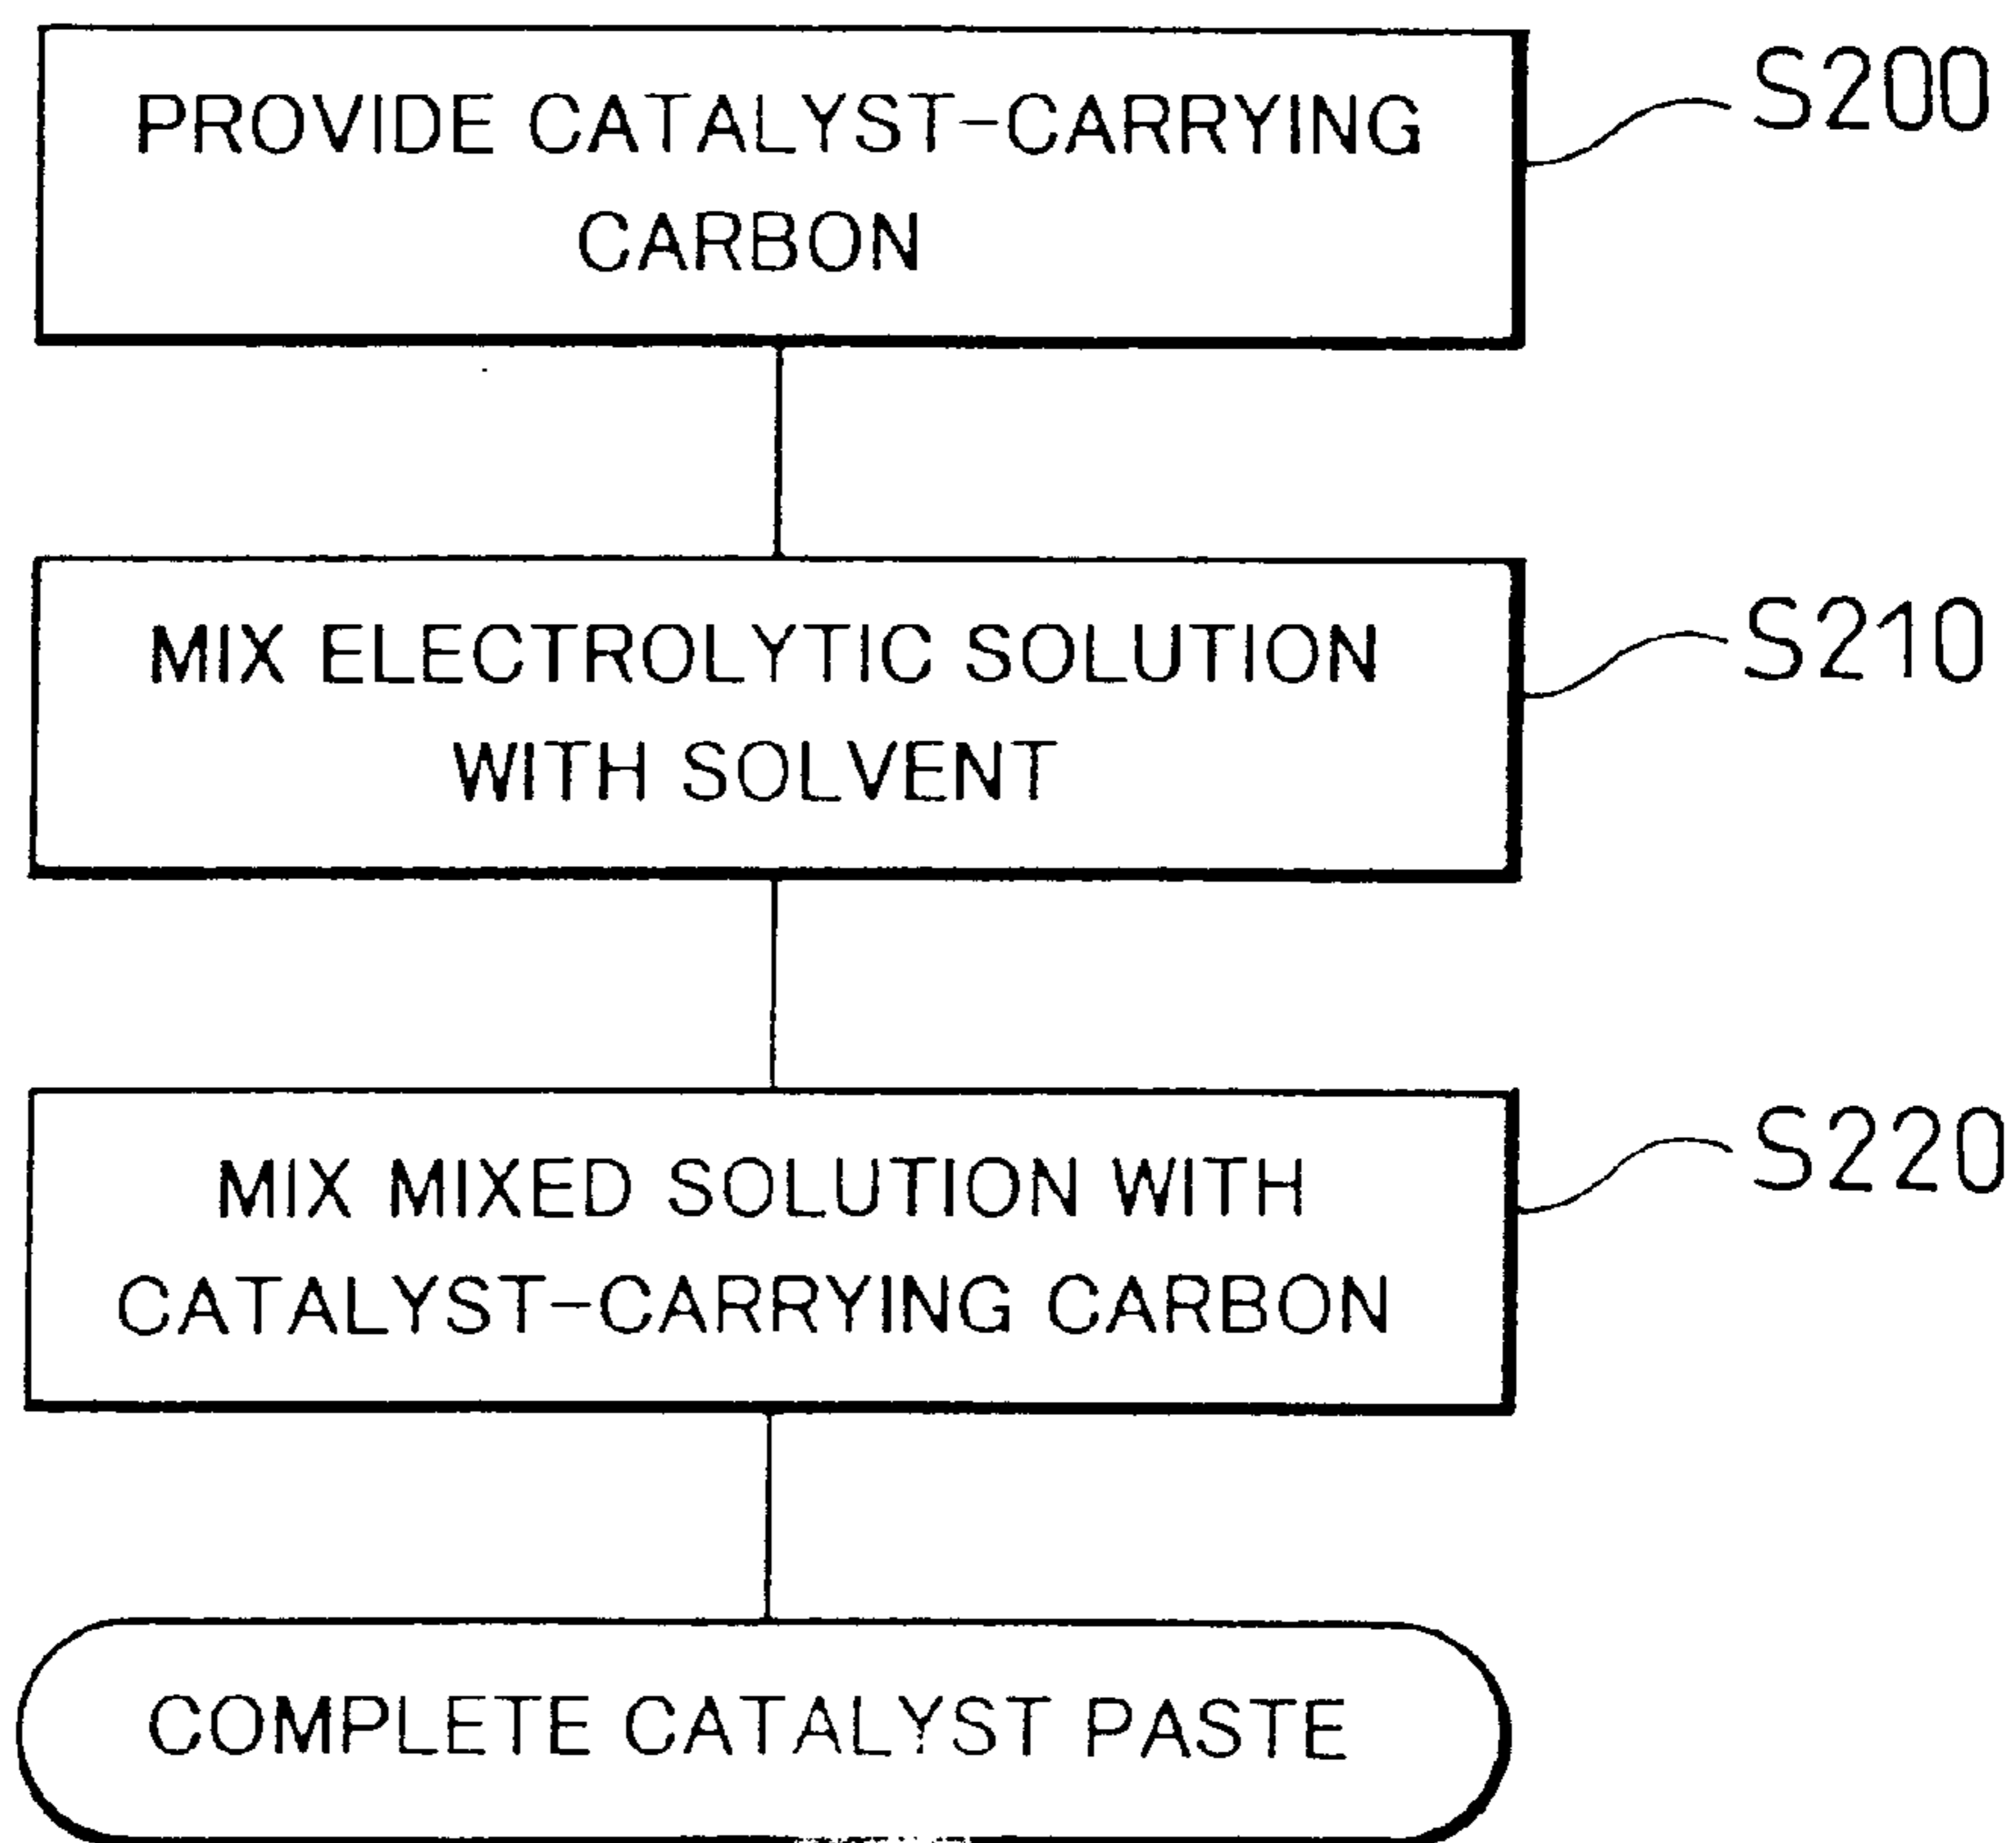 PROVIDE CATALYST-CARRYING
CARBON
S200
MIX ELECTROLYTIC SOLUTION
WITH SOLVENT
S210
MIX MIXED SOLUTION WITH
CATALYST-CARRYING CARBON
S220
COMPLETE CATALYST PASTE